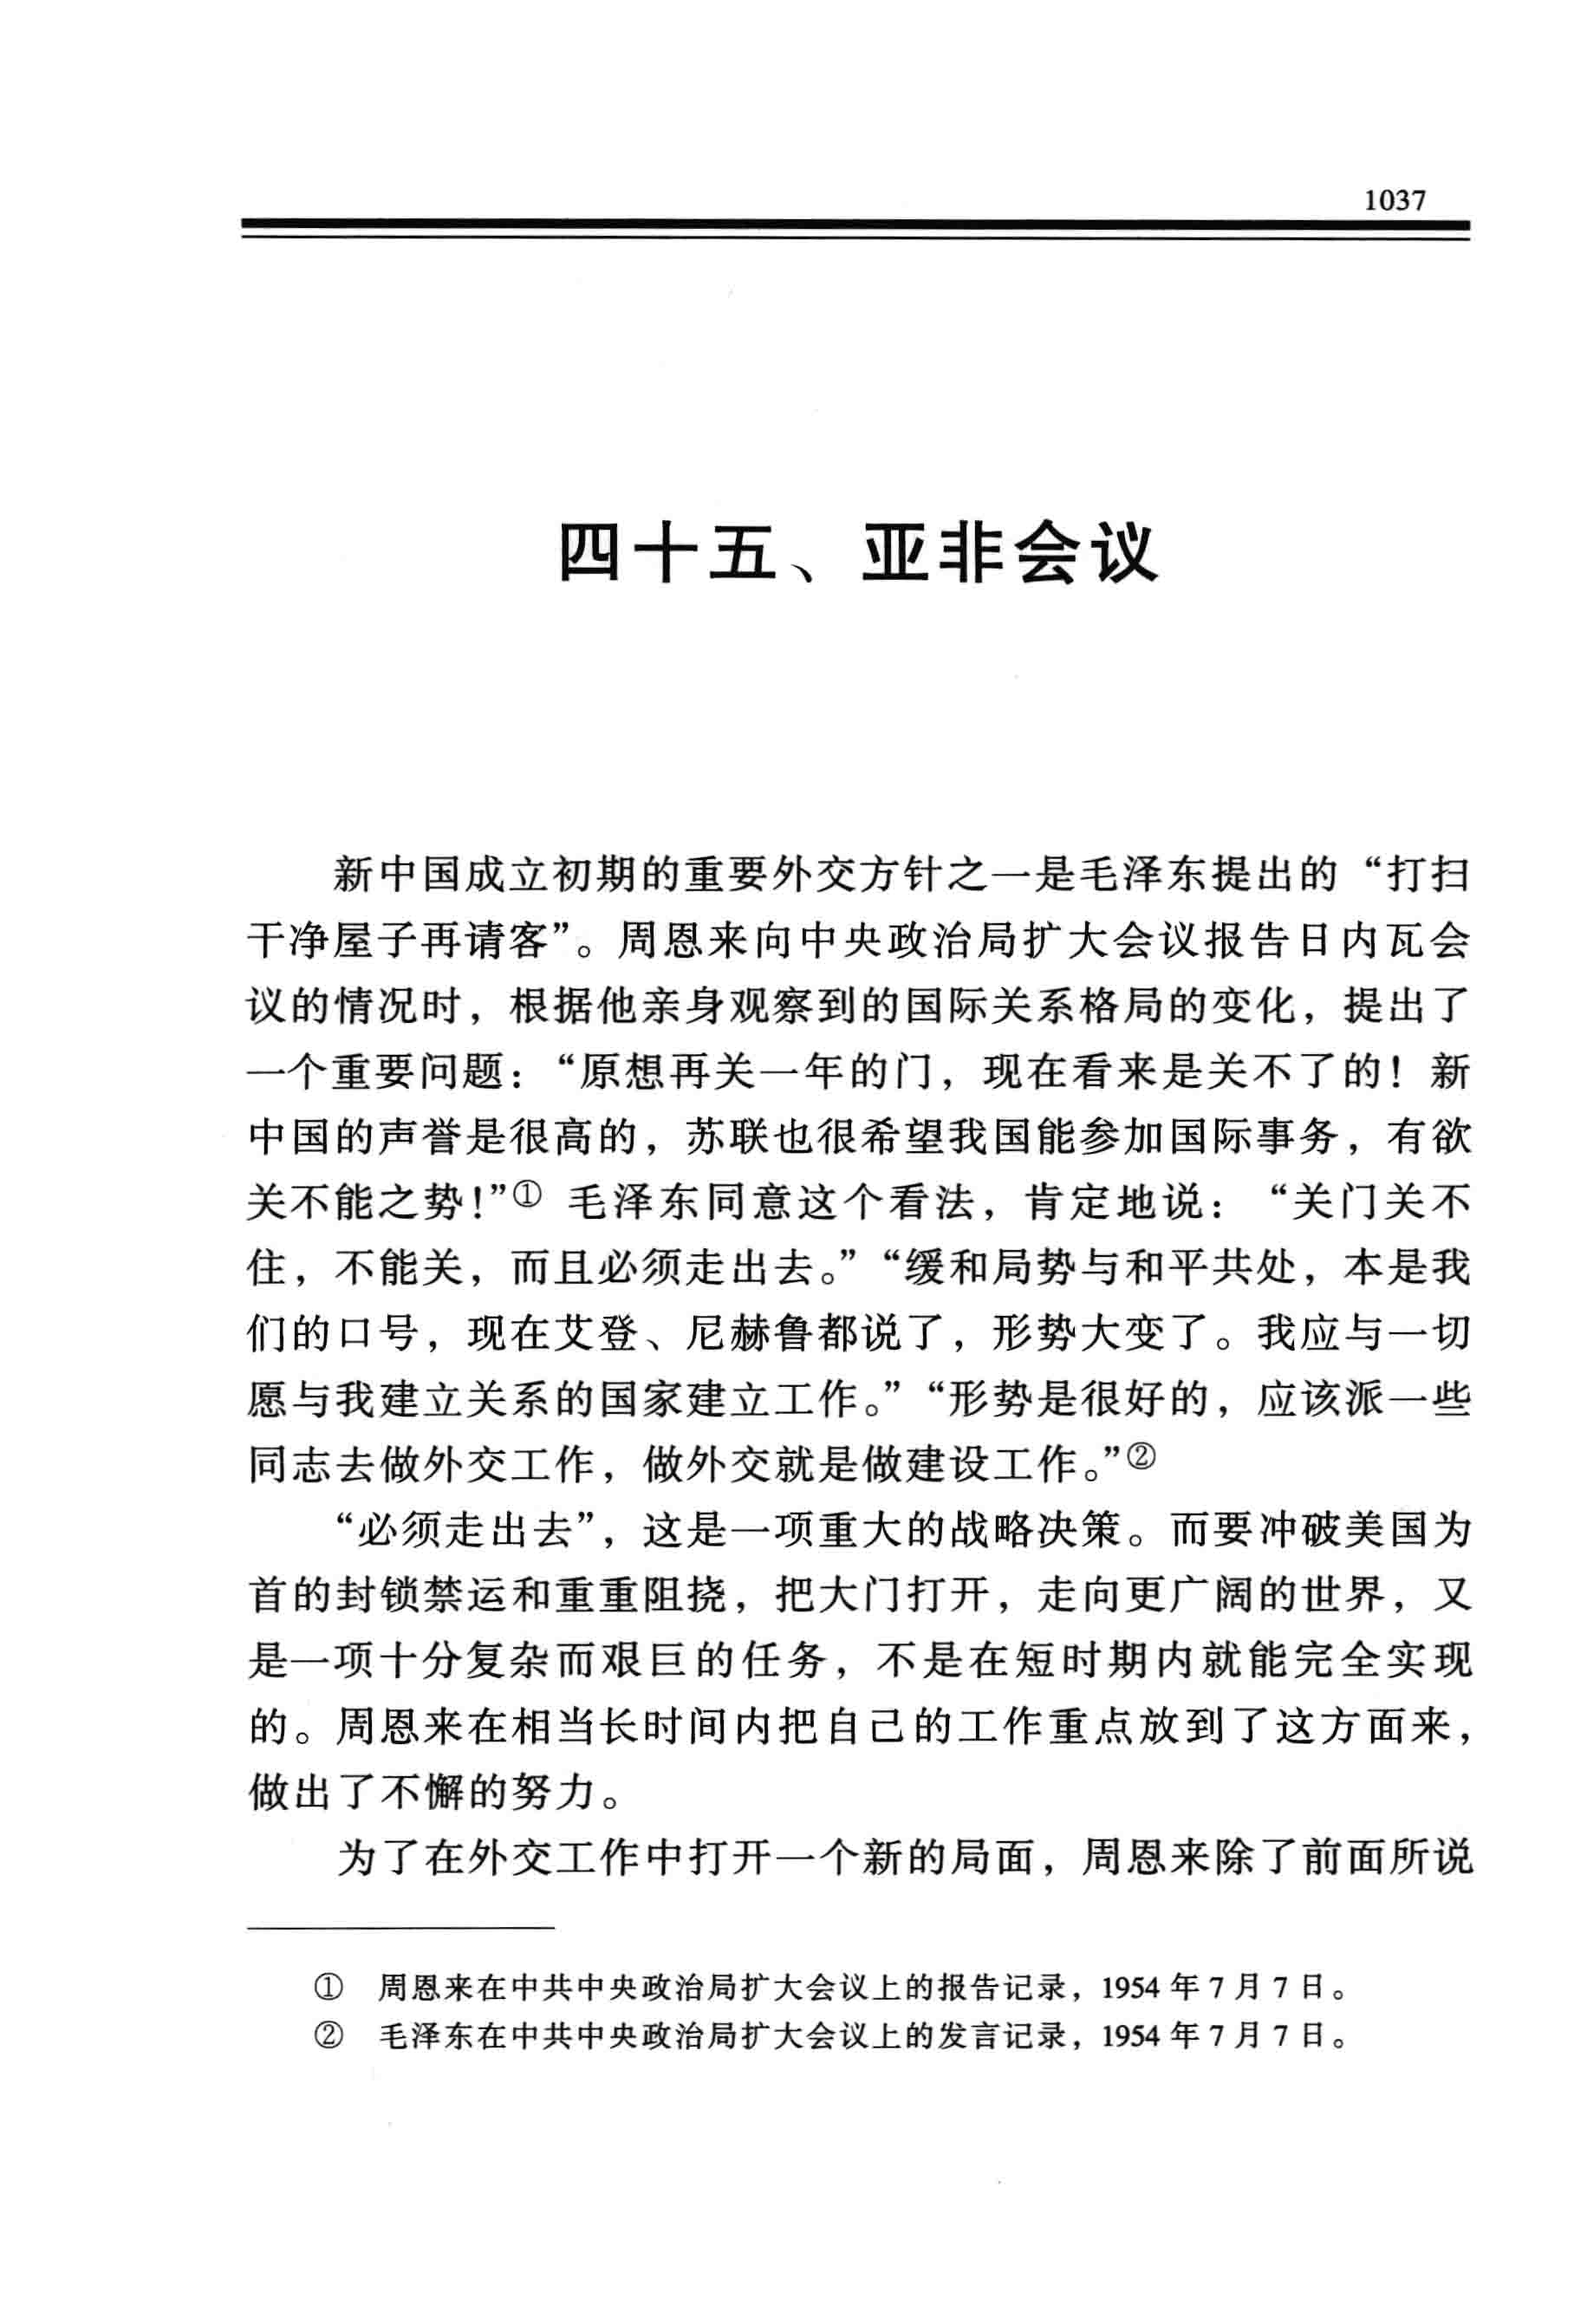 1037
四十五、亚非会议
新中国成立初期的重要外交方针之一是毛泽东提出的“打扫
干净屋子再请客”。周恩来向中央政治局扩大会议报告日内瓦会
议的情况时，根据他亲身观察到的国际关系格局的变化，提出了
一个重要问题：“原想再关一年的门，现在看来是关不了的！新
中国的声誉是很高的，苏联也很希望我国能参加国际事务，有欲
关不能之势！”① 毛泽东同意这个看法，肯定地说：“关门关不
住，不能关，而且必须走出去。”“缓和局势与和平共处，本是我
们的口号，现在艾登、尼赫鲁都说了，形势大变了。我应与一切
愿与我建立关系的国家建立工作。”“形势是很好的，应该派一些
同志去做外交工作，做外交就是做建设工作。”②
“必须走出去”，这是一项重大的战略决策。而要冲破美国为
首的封锁禁运和重重阻挠，把大门打开，走向更广阔的世界，又
是一项十分复杂而艰巨的任务，不是在短时期内就能完全实现
的。周恩来在相当长时间内把自己的工作重点放到了这方面来，
做出了不懈的努力。
为了在外交工作中打开一个新的局面，周恩来除了前面所说
① 周恩来在中共中央政治局扩大会议上的报告记录，1954 年 7 月 7 日。
② 毛泽东在中共中央政治局扩大会议上的发言记录，1954 年 7 月 7 日。